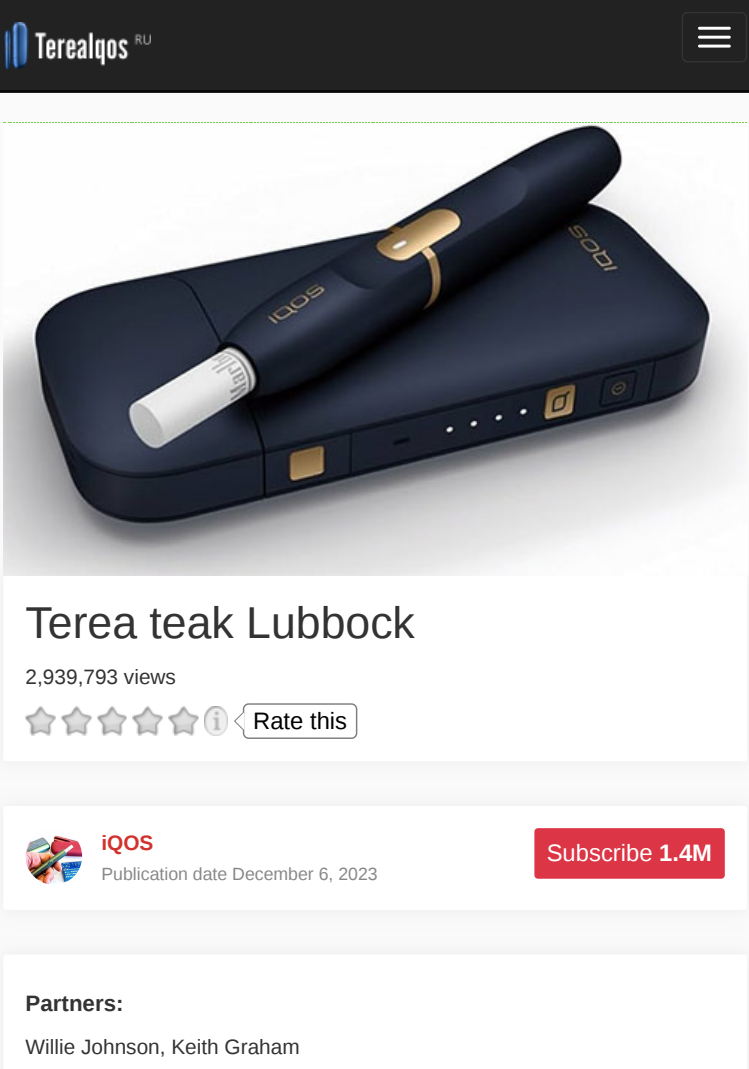 TereaIqos RU
IQOS
IQOS
Terea teak Lubbock
2,939,793 views
Rate this
iQOS
Publication date December 6, 2023
Subscribe 1.4M
Partners:
Willie Johnson, Keith Graham